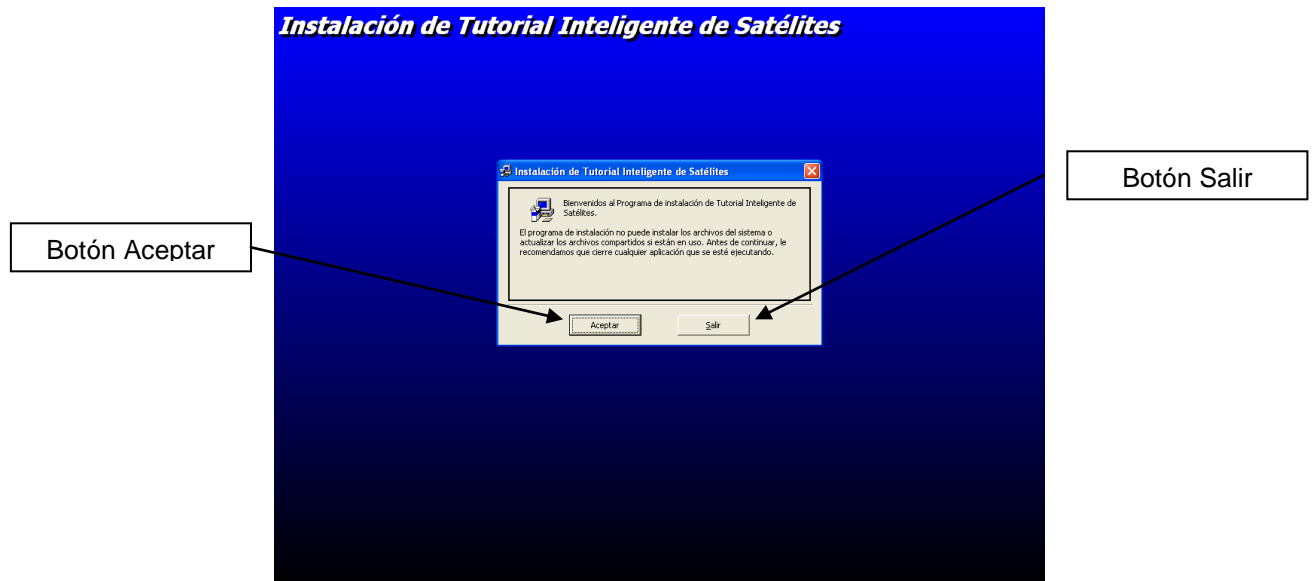 Instalación de Tutorial Inteligente de Satélites
Instalación de Tutorial Inteligente de Satélites
Botón Salir
Bienvenidos al Programa de instalación de Tutorial Inteligente de
Satélites.
El programa de instalación no puede instalar los archivos del sistema o
actualizar los archivos compartidos si están en uso. Antes de continuar, le
recomendamos que cierre cualquier aplicación que se esté ejecutando.
Botón Aceptar
Aceptar
Salir